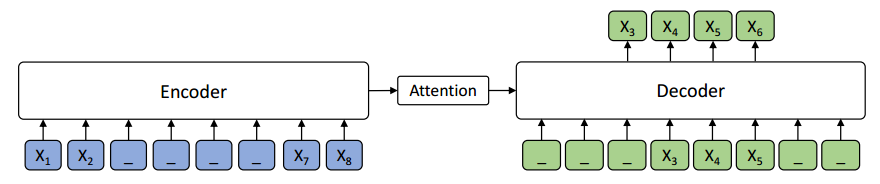 X₃ X₄ X₅ X₆
Encoder Attention Decoder
X₁ X₂ _ _ _ _ X₇ X₈ _ _ _ X₃ X₄ X₅ _ _